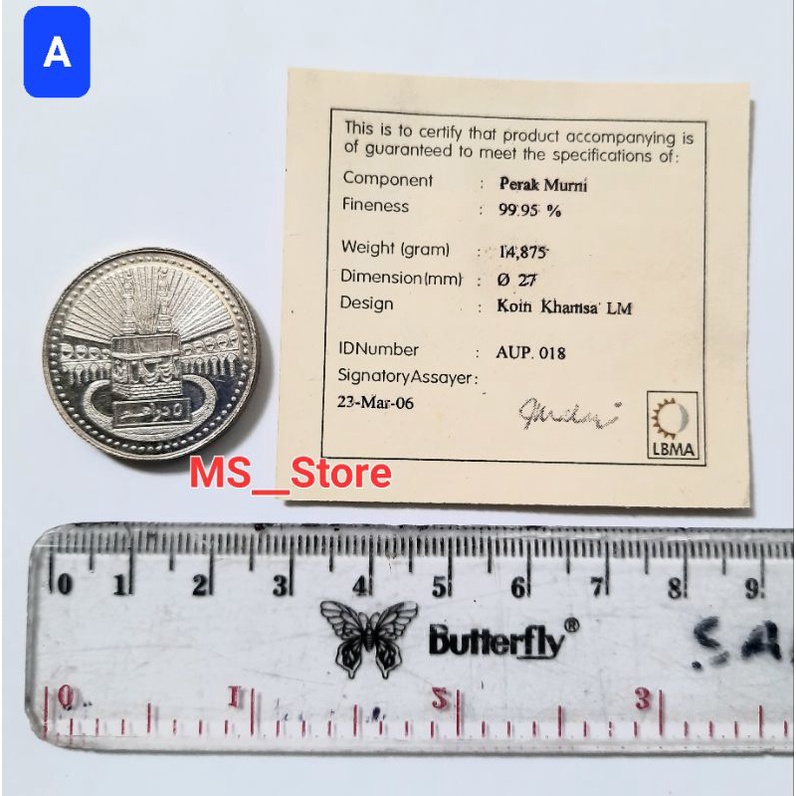 A
This is to certify that product accompanying is
of guaranteed to meet the specifications of:
Component : Perak Murni
Fineness : 99.95 %
Weight (gram) : 14,875
Dimension(mm) : Ø 27
Design : Koin Khamsa' LM
IDNumber : AUP. 018
SignatoryAssayer:
23-Mar-06
LBMA
MS_Store
0 1 2 3 4 5 6 7 8 9
Butterfly®
SA
0 1 2 3